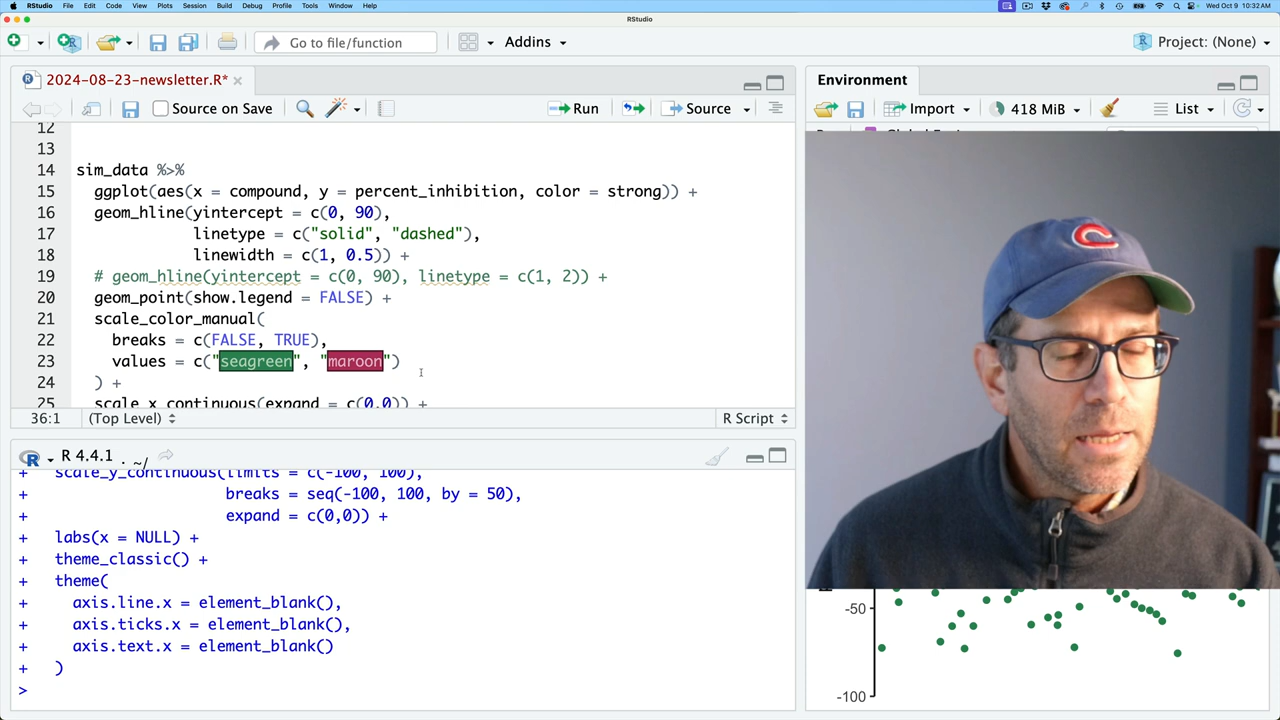 RStudio File Edit Code View Plots Session Build Debug Profile Tools Window Help
Wed Oct 9 10:32 AM
RStudio
Go to file/function
Addins
Project: (None)
2024-08-23-newsletter.R*
Source on Save
Run
Source
12
13
14 sim_data %>%
15 ggplot(aes(x = compound, y = percent_inhibition, color = strong)) +
16 geom_hline(yintercept = c(0, 90),
17 linetype = c("solid", "dashed"),
18 linewidth = c(1, 0.5)) +
19 # geom_hline(yintercept = c(0, 90), linetype = c(1, 2)) +
20 geom_point(show.legend = FALSE) +
21 scale_color_manual(
22 breaks = c(FALSE, TRUE),
23 values = c("seagreen", "maroon")
24 ) +
25 scale_x_continuous(expand = c(0,0)) +
36:1 (Top Level) R Script
R 4.4.1 . ~/
+ scale_y_continuous(limits = c(-100, 100),
+ breaks = seq(-100, 100, by = 50),
+ expand = c(0,0)) +
+ labs(x = NULL) +
+ theme_classic() +
+ theme(
+ axis.line.x = element_blank(),
+ axis.ticks.x = element_blank(),
+ axis.text.x = element_blank()
+ )
>
Environment
Import
418 MiB
List
C
-50
-100